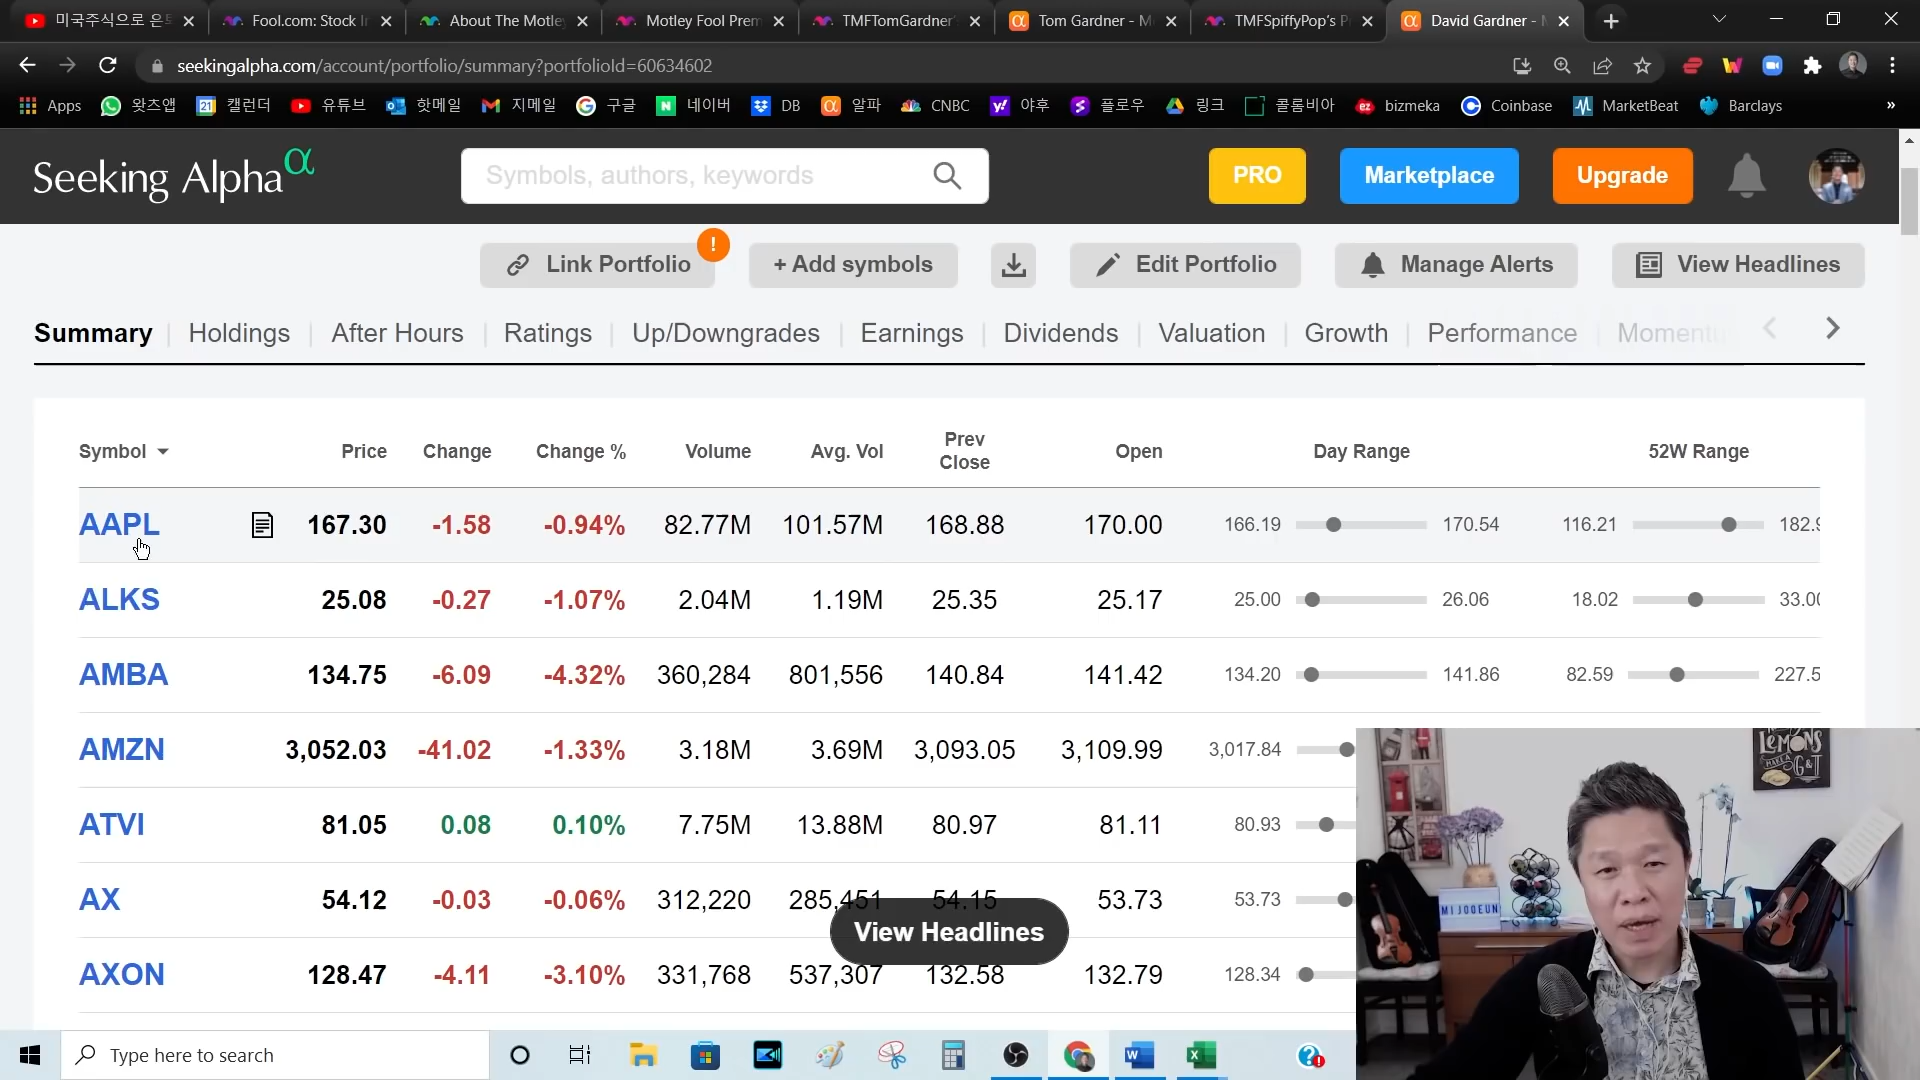 미국주식으로 은
Fool.com: Stock I
About The Motle
Motley Fool Prem
TMFTomGardner'
Tom Gardner - M
TMFSpiffyPop's P
David Gardner -
seekingalpha.com/account/portfolio/summary?portfolioId=60634602
Apps 왓츠앱 캘린더 유튜브 핫메일 지메일 구글 네이버 DB 알파 CNBC 야후 플로우 링크 콜롬비아 bizmeka Coinbase MarketBeat Barclays »
Seeking Alpha α
Symbols, authors, keywords
PRO
Marketplace
Upgrade
Link Portfolio !
+ Add symbols
Edit Portfolio
Manage Alerts
View Headlines
Summary Holdings After Hours Ratings Up/Downgrades Earnings Dividends Valuation Growth Performance Momentu
Symbol Price Change Change % Volume Avg. Vol Prev Close Open Day Range 52W Range
AAPL 167.30 -1.58 -0.94% 82.77M 101.57M 168.88 170.00 166.19 170.54 116.21 182.9
ALKS 25.08 -0.27 -1.07% 2.04M 1.19M 25.35 25.17 25.00 26.06 18.02 33.00
AMBA 134.75 -6.09 -4.32% 360,284 801,556 140.84 141.42 134.20 141.86 82.59 227.5
AMZN 3,052.03 -41.02 -1.33% 3.18M 3.69M 3,093.05 3,109.99 3,017.84
ATVI 81.05 0.08 0.10% 7.75M 13.88M 80.97 81.11 80.93
AX 54.12 -0.03 -0.06% 312,220 285,451 54.15 53.73 53.73
View Headlines
AXON 128.47 -4.11 -3.10% 331,768 537,307 132.58 132.79 128.34
LEMONS
G&T
MIJOOEUN
Type here to search